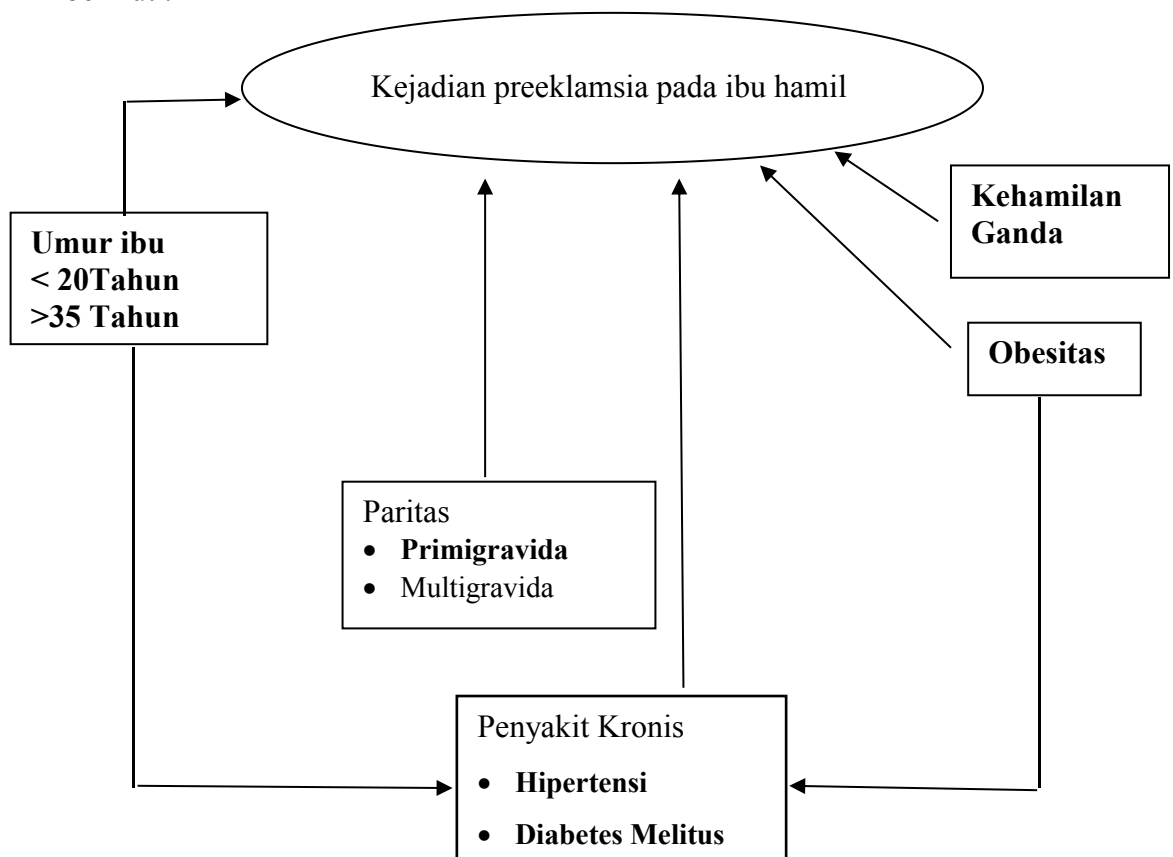 Kejadian preeklamsia pada ibu hamil
Kehamilan
Ganda
Umur ibu
< 20Tahun
>35 Tahun
Obesitas
Paritas
• Primigravida
• Multigravida
Penyakit Kronis
• Hipertensi
• Diabetes Melitus